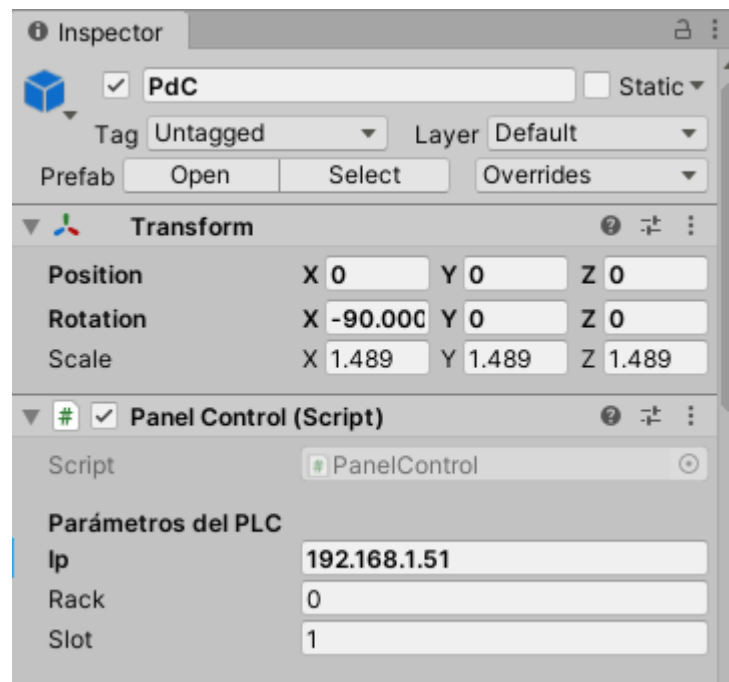 Inspector
PdC Static
Tag Untagged Layer Default
Prefab Open Select Overrides
Transform
Position X 0 Y 0 Z 0
Rotation X -90.000 Y 0 Z 0
Scale X 1.489 Y 1.489 Z 1.489
# Panel Control (Script)
Script # PanelControl
Parámetros del PLC
Ip 192.168.1.51
Rack 0
Slot 1